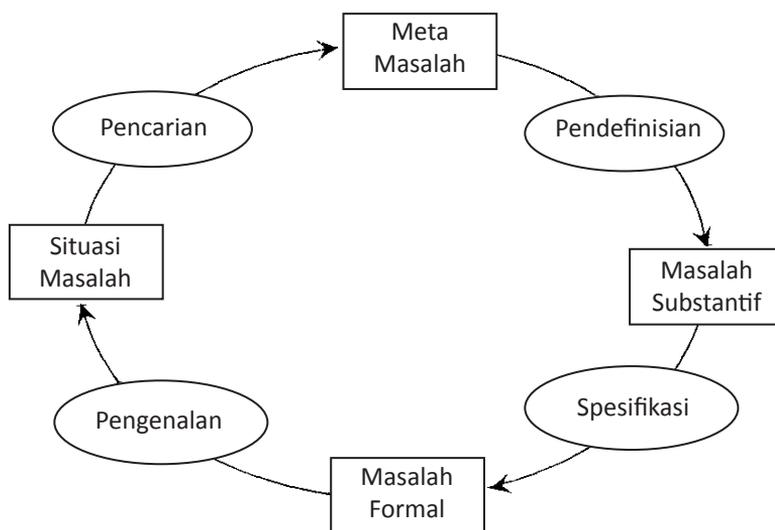 Meta
Masalah
Pencarian
Pendefinisian
Situasi
Masalah
Masalah
Substantif
Pengenalan
Spesifikasi
Masalah
Formal